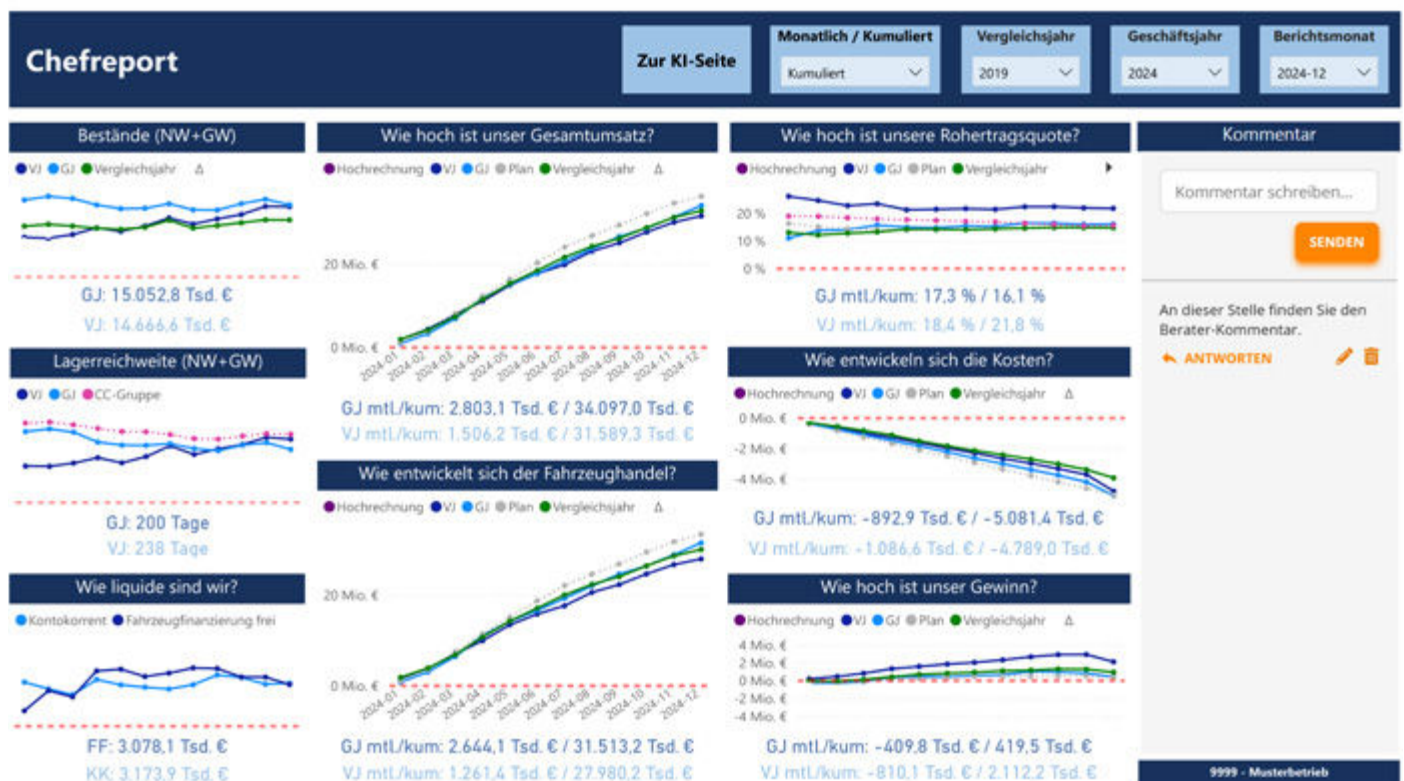 Chefreport
Zur KI-Seite
Monatlich / Kumuliert
Kumuliert
Vergleichsjahr
2019
Geschäftsjahr
2024
Berichtsmonat
2024-12
Bestände (NW+GW)
VJ GJ Vergleichsjahr Δ
GJ: 15.052,8 Tsd. €
VJ: 14.666,6 Tsd. €
Lagerreichweite (NW+GW)
VJ GJ CC-Gruppe
GJ: 200 Tage
VJ: 238 Tage
Wie liquide sind wir?
Kontokorrent Fahrzeugfinanzierung frei
FF: 3.078,1 Tsd. €
KK: 3.173,9 Tsd. €
Wie hoch ist unser Gesamtumsatz?
Hochrechnung VJ GJ Plan Vergleichsjahr Δ
20 Mio. €
0 Mio. €
2024-01 2024-02 2024-03 2024-04 2024-05 2024-06 2024-07 2024-08 2024-09 2024-10 2024-11 2024-12
GJ mtl./kum: 2.803,1 Tsd. € / 34.097,0 Tsd. €
VJ mtl./kum: 1.506,2 Tsd. € / 31.589,3 Tsd. €
Wie entwickelt sich der Fahrzeughandel?
Hochrechnung VJ GJ Plan Vergleichsjahr Δ
20 Mio. €
0 Mio. €
2024-01 2024-02 2024-03 2024-04 2024-05 2024-06 2024-07 2024-08 2024-09 2024-10 2024-11 2024-12
GJ mtl./kum: 2.644,1 Tsd. € / 31.513,2 Tsd. €
VJ mtl./kum: 1.261,4 Tsd. € / 27.980,2 Tsd. €
Wie hoch ist unsere Rohertragsquote?
Hochrechnung VJ GJ Plan Vergleichsjahr
20 %
10 %
0 %
GJ mtl./kum: 17,3 % / 16,1 %
VJ mtl./kum: 18,4 % / 21,8 %
Wie entwickeln sich die Kosten?
Hochrechnung VJ GJ Plan Vergleichsjahr Δ
0 Mio. €
-2 Mio. €
-4 Mio. €
GJ mtl./kum: -892,9 Tsd. € / -5.081,4 Tsd. €
VJ mtl./kum: -1.086,6 Tsd. € / -4.789,0 Tsd. €
Wie hoch ist unser Gewinn?
Hochrechnung VJ GJ Plan Vergleichsjahr Δ
4 Mio. €
2 Mio. €
0 Mio. €
-2 Mio. €
-4 Mio. €
GJ mtl./kum: -409,8 Tsd. € / 419,5 Tsd. €
VJ mtl./kum: -810,1 Tsd. € / 2.112,2 Tsd. €
Kommentar
Kommentar schreiben...
SENDEN
An dieser Stelle finden Sie den
Berater-Kommentar.
ANTWORTEN
9999 - Musterbetrieb